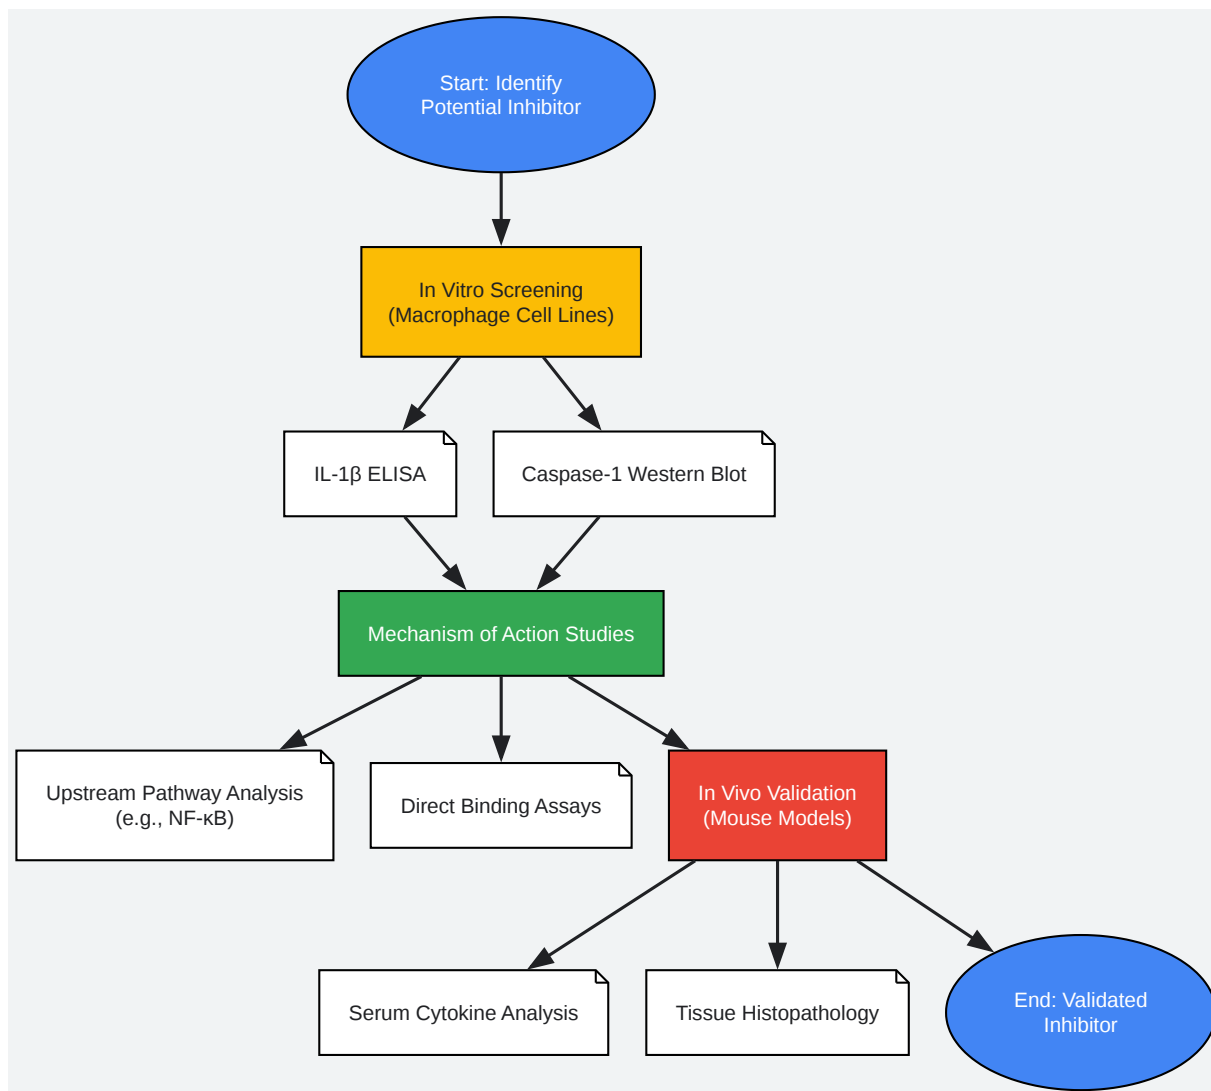 Start: Identify
Potential Inhibitor
In Vitro Screening
(Macrophage Cell Lines)
IL-1β ELISA
Caspase-1 Western Blot
Mechanism of Action Studies
Upstream Pathway Analysis
(e.g., NF-κB)
Direct Binding Assays
In Vivo Validation
(Mouse Models)
Serum Cytokine Analysis
Tissue Histopathology
End: Validated
Inhibitor